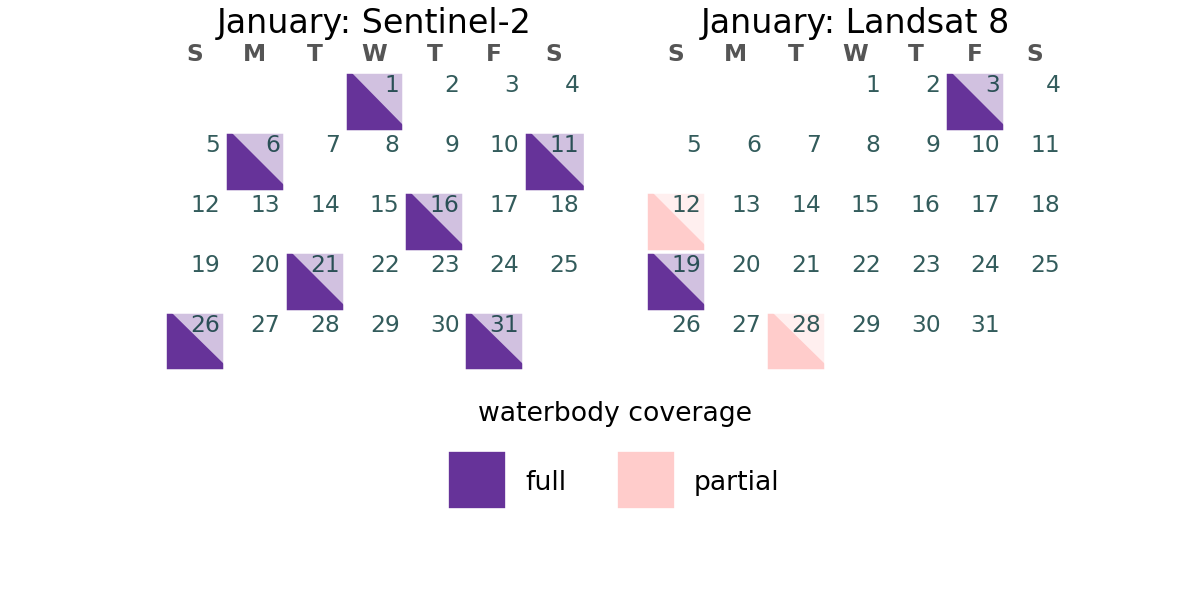 January: Sentinel-2
S M T W T F S
1 2 3 4
5 6 7 8 9 10 11
12 13 14 15 16 17 18
19 20 21 22 23 24 25
26 27 28 29 30 31
January: Landsat 8
S M T W T F S
1 2 3 4
5 6 7 8 9 10 11
12 13 14 15 16 17 18
19 20 21 22 23 24 25
26 27 28 29 30 31
waterbody coverage
full partial